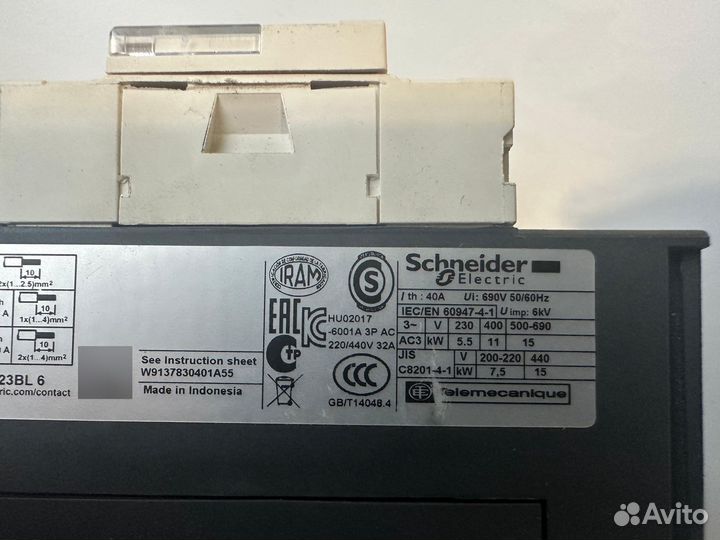 10
2x(1...2.5)mm²
h
10
A
1x(1...4)mm²
h
10
A
2x(1...4)mm²
23BL 6
ric.com/contact
See instruction sheet
W9137830401A55
Made in Indonesia
IRAM
S
EAC
HU02017
-6001A 3P AC
220/440V 32A
CCC
GB/T14048.4
Schneider
Electric
I th : 40A Ui: 690V 50/60Hz
IEC/EN 60947-4-1 U imp: 6kV
3~ V 230 400 500-690
AC3 kW 5.5 11 15
JIS V 200-220 440
C8201-4-1 kW 7,5 15
Telemecanique
Avito